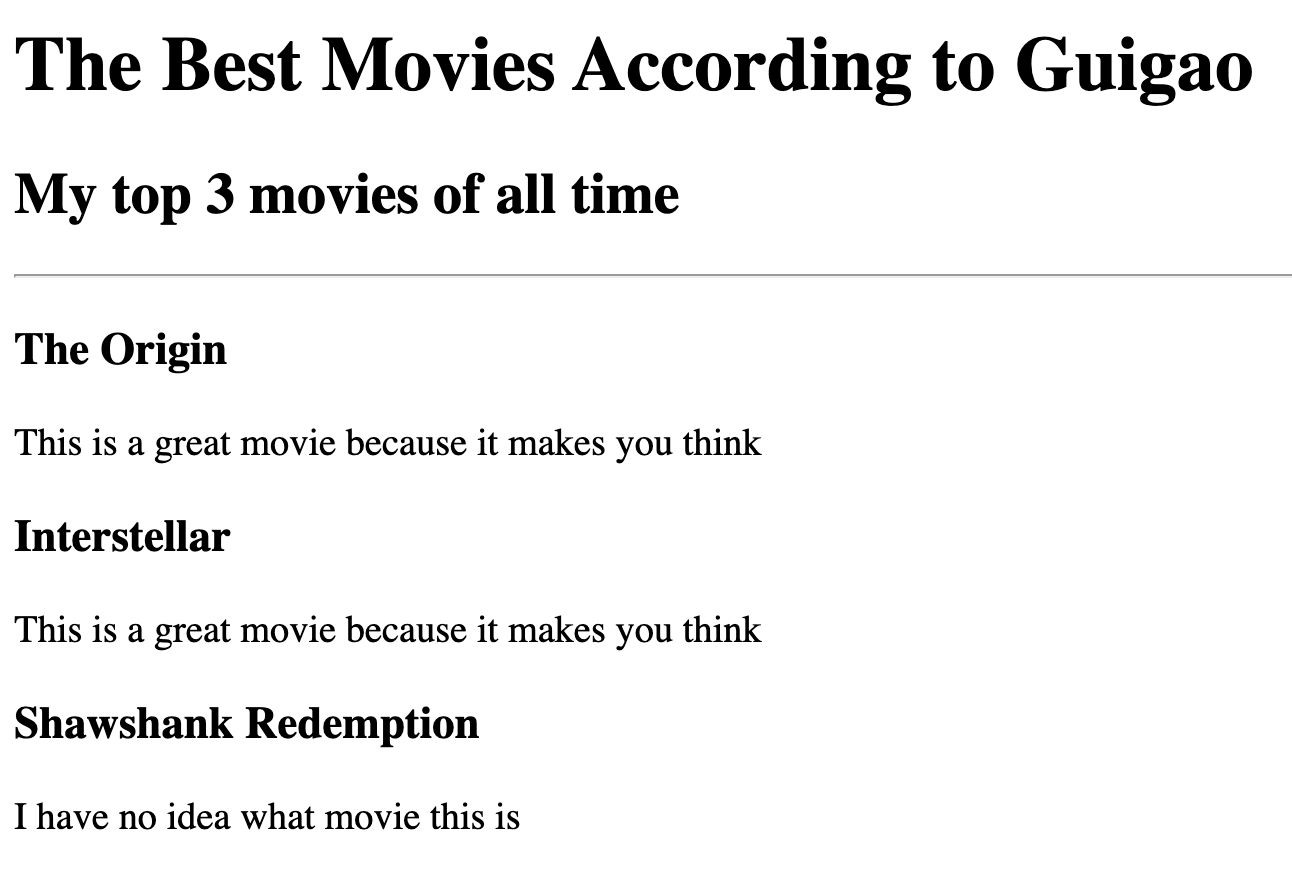 The Best Movies According to Guigao
My top 3 movies of all time
The Origin
This is a great movie because it makes you think
Interstellar
This is a great movie because it makes you think
Shawshank Redemption
I have no idea what movie this is